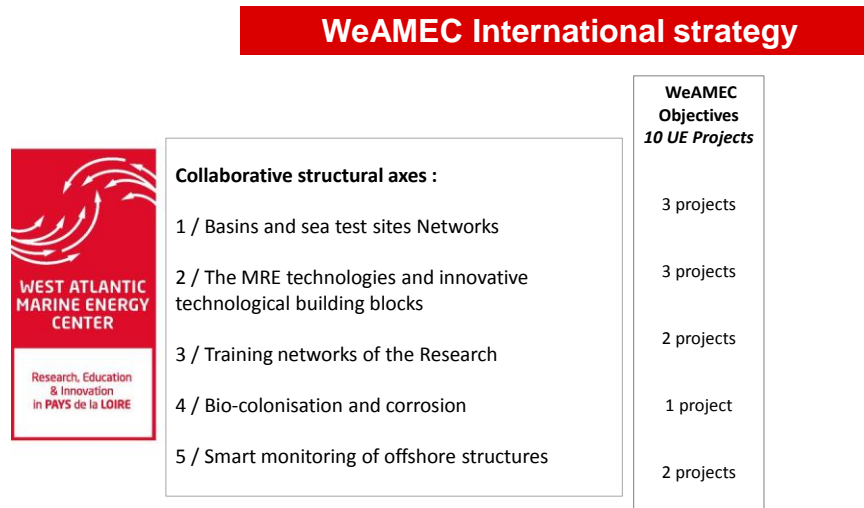 WeAMEC International strategy
WeAMEC
Objectives
10 UE Projects
WEST ATLANTIC
MARINE ENERGY
CENTER
Research, Education
& Innovation
in PAYS de la LOIRE
Collaborative structural axes :
1 / Basins and sea test sites Networks
3 projects
2 / The MRE technologies and innovative
technological building blocks
3 projects
3 / Training networks of the Research
2 projects
4 / Bio-colonisation and corrosion
1 project
5 / Smart monitoring of offshore structures
2 projects